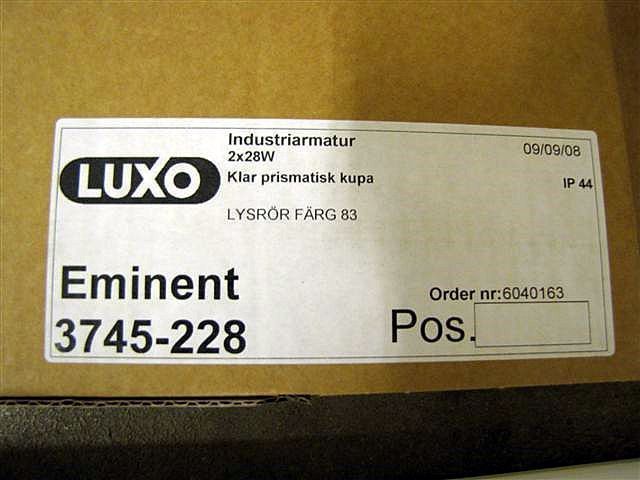 LUXO
Industriarmatur
2x28W
Klar prismatisk kupa
09/09/08
IP 44
LYSRÖR FÄRG 83
Eminent
3745-228
Order nr:6040163
Pos.